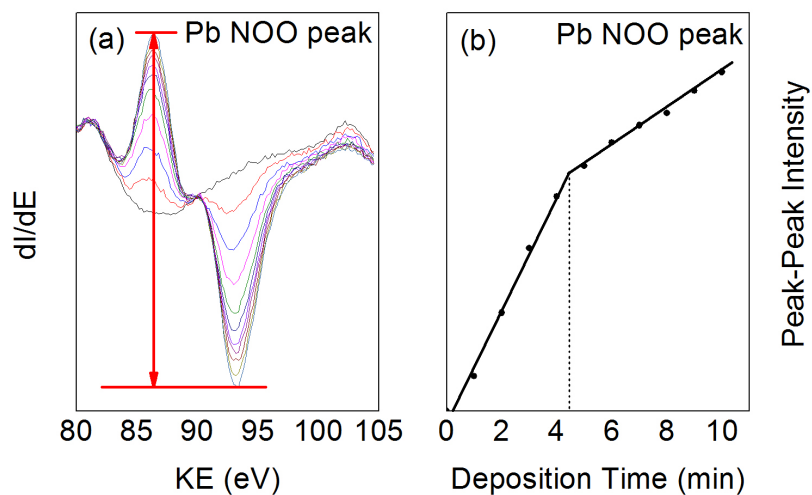 (a) Pb NOO peak
dI/dE
80 85 90 95 100 105
KE (eV)
(b) Pb NOO peak
Peak-Peak Intensity
0 2 4 6 8 10
Deposition Time (min)